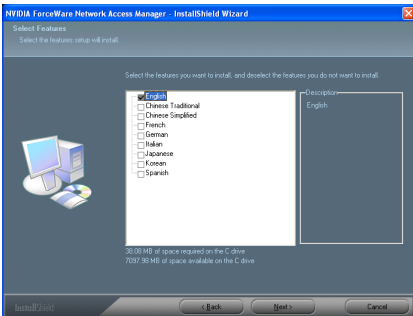 NVIDIA ForceWare Network Access Manager - InstallShield Wizard
Select Features
Select the features setup will install.
Select the features you want to install, and deselect the features you do not want to install.
English
Chinese Traditional
Chinese Simplified
French
German
Italian
Japanese
Korean
Spanish
Description
English
38.08 MB of space required on the C drive
7097.98 MB of space available on the C drive
InstallShield
< Back
Next >
Cancel